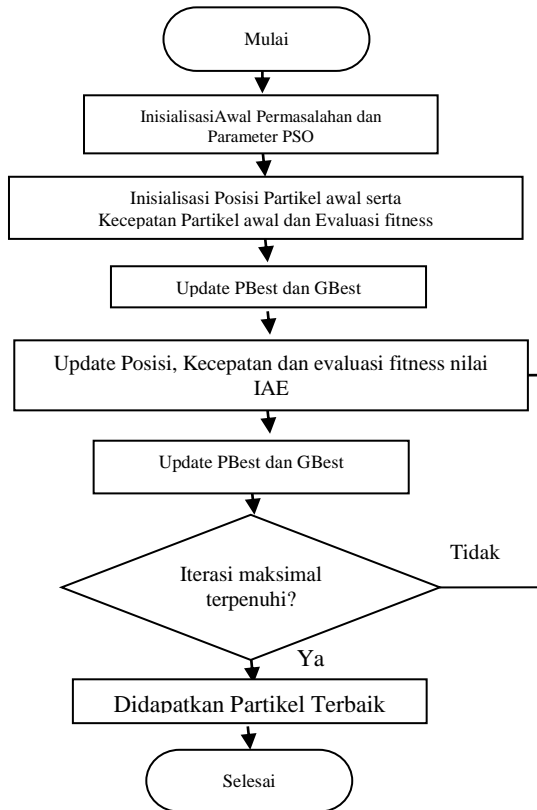 Mulai
InisialisasiAwal Permasalahan dan
Parameter PSO
Inisialisasi Posisi Partikel awal serta
Kecepatan Partikel awal dan Evaluasi fitness
Update PBest dan GBest
Update Posisi, Kecepatan dan evaluasi fitness nilai
IAE
Update PBest dan GBest
Iterasi maksimal
terpenuhi?
Tidak
Ya
Didapatkan Partikel Terbaik
Selesai